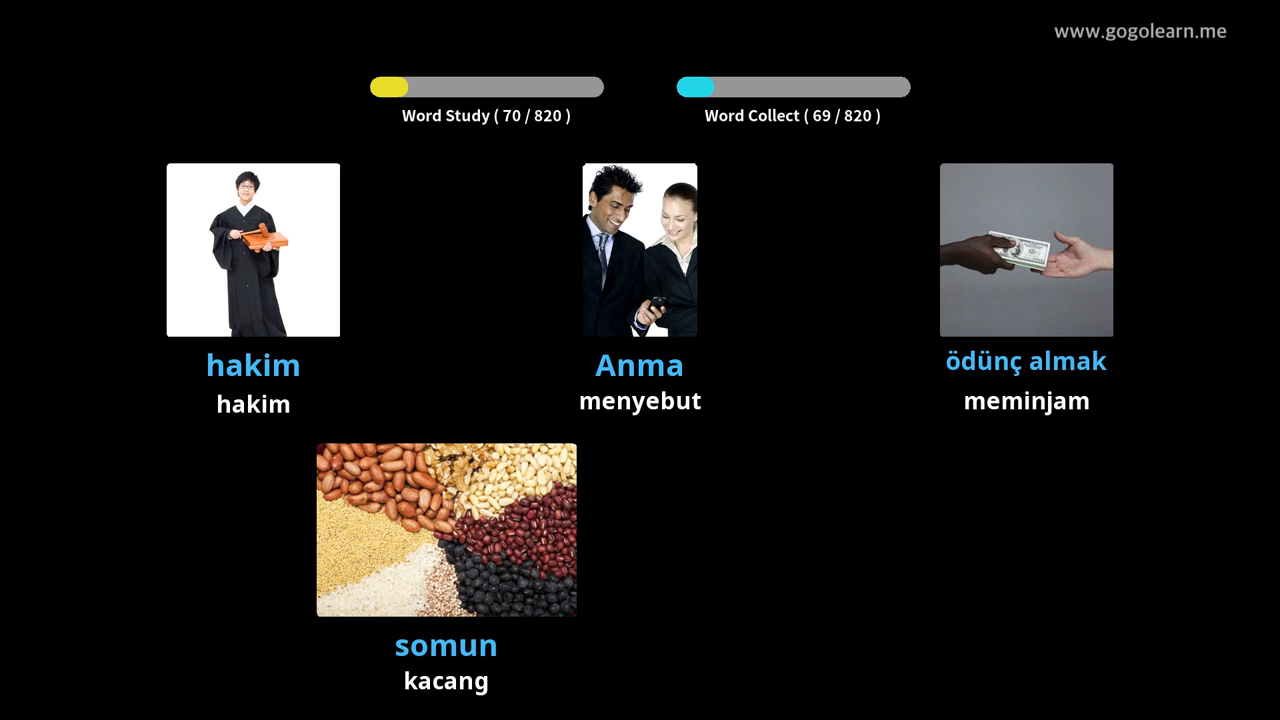 www.gogolearn.me
Word Study ( 70 / 820 )
Word Collect ( 69 / 820 )
hakim
hakim
Anma
menyebut
ödünç almak
meminjam
somun
kacang